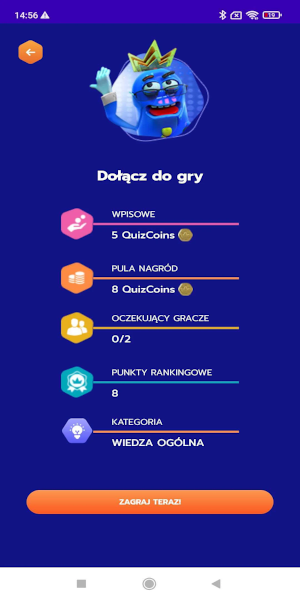 14:56
19
Dołącz do gry
WPISOWE
5 QuizCoins
PULA NAGRÓD
8 QuizCoins
OCZEKUJĄCY GRACZE
0/2
PUNKTY RANKINGOWE
8
KATEGORIA
WIEDZA OGÓLNA
ZAGRAJ TERAZ!